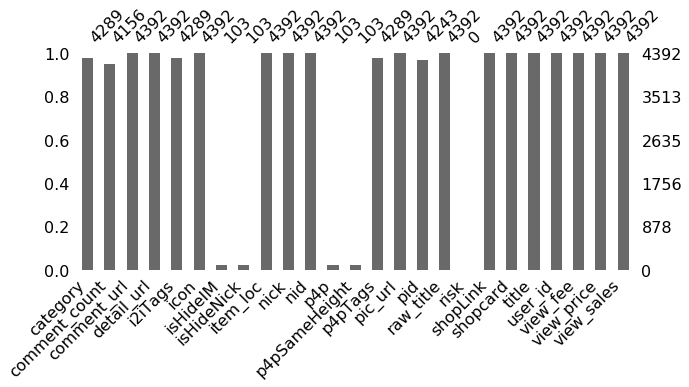 4289
4156
4392
4392
4289
4392
103
103
4392
4392
4392
103
103
4289
4392
4243
4392
0
4392
4392
4392
4392
4392
4392
4392
1.0
0.8
0.6
0.4
0.2
0.0
4392
3513
2635
1756
878
0
category
comment_count
comment_url
detail_url
i2iTags
icon
isHideIM
isHideNick
item_loc
nick
nid
p4p
p4pSameHeight
p4pTags
pic_url
pid
raw_title
risk
shopLink
shopcard
title
user_id
view_fee
view_price
view_sales